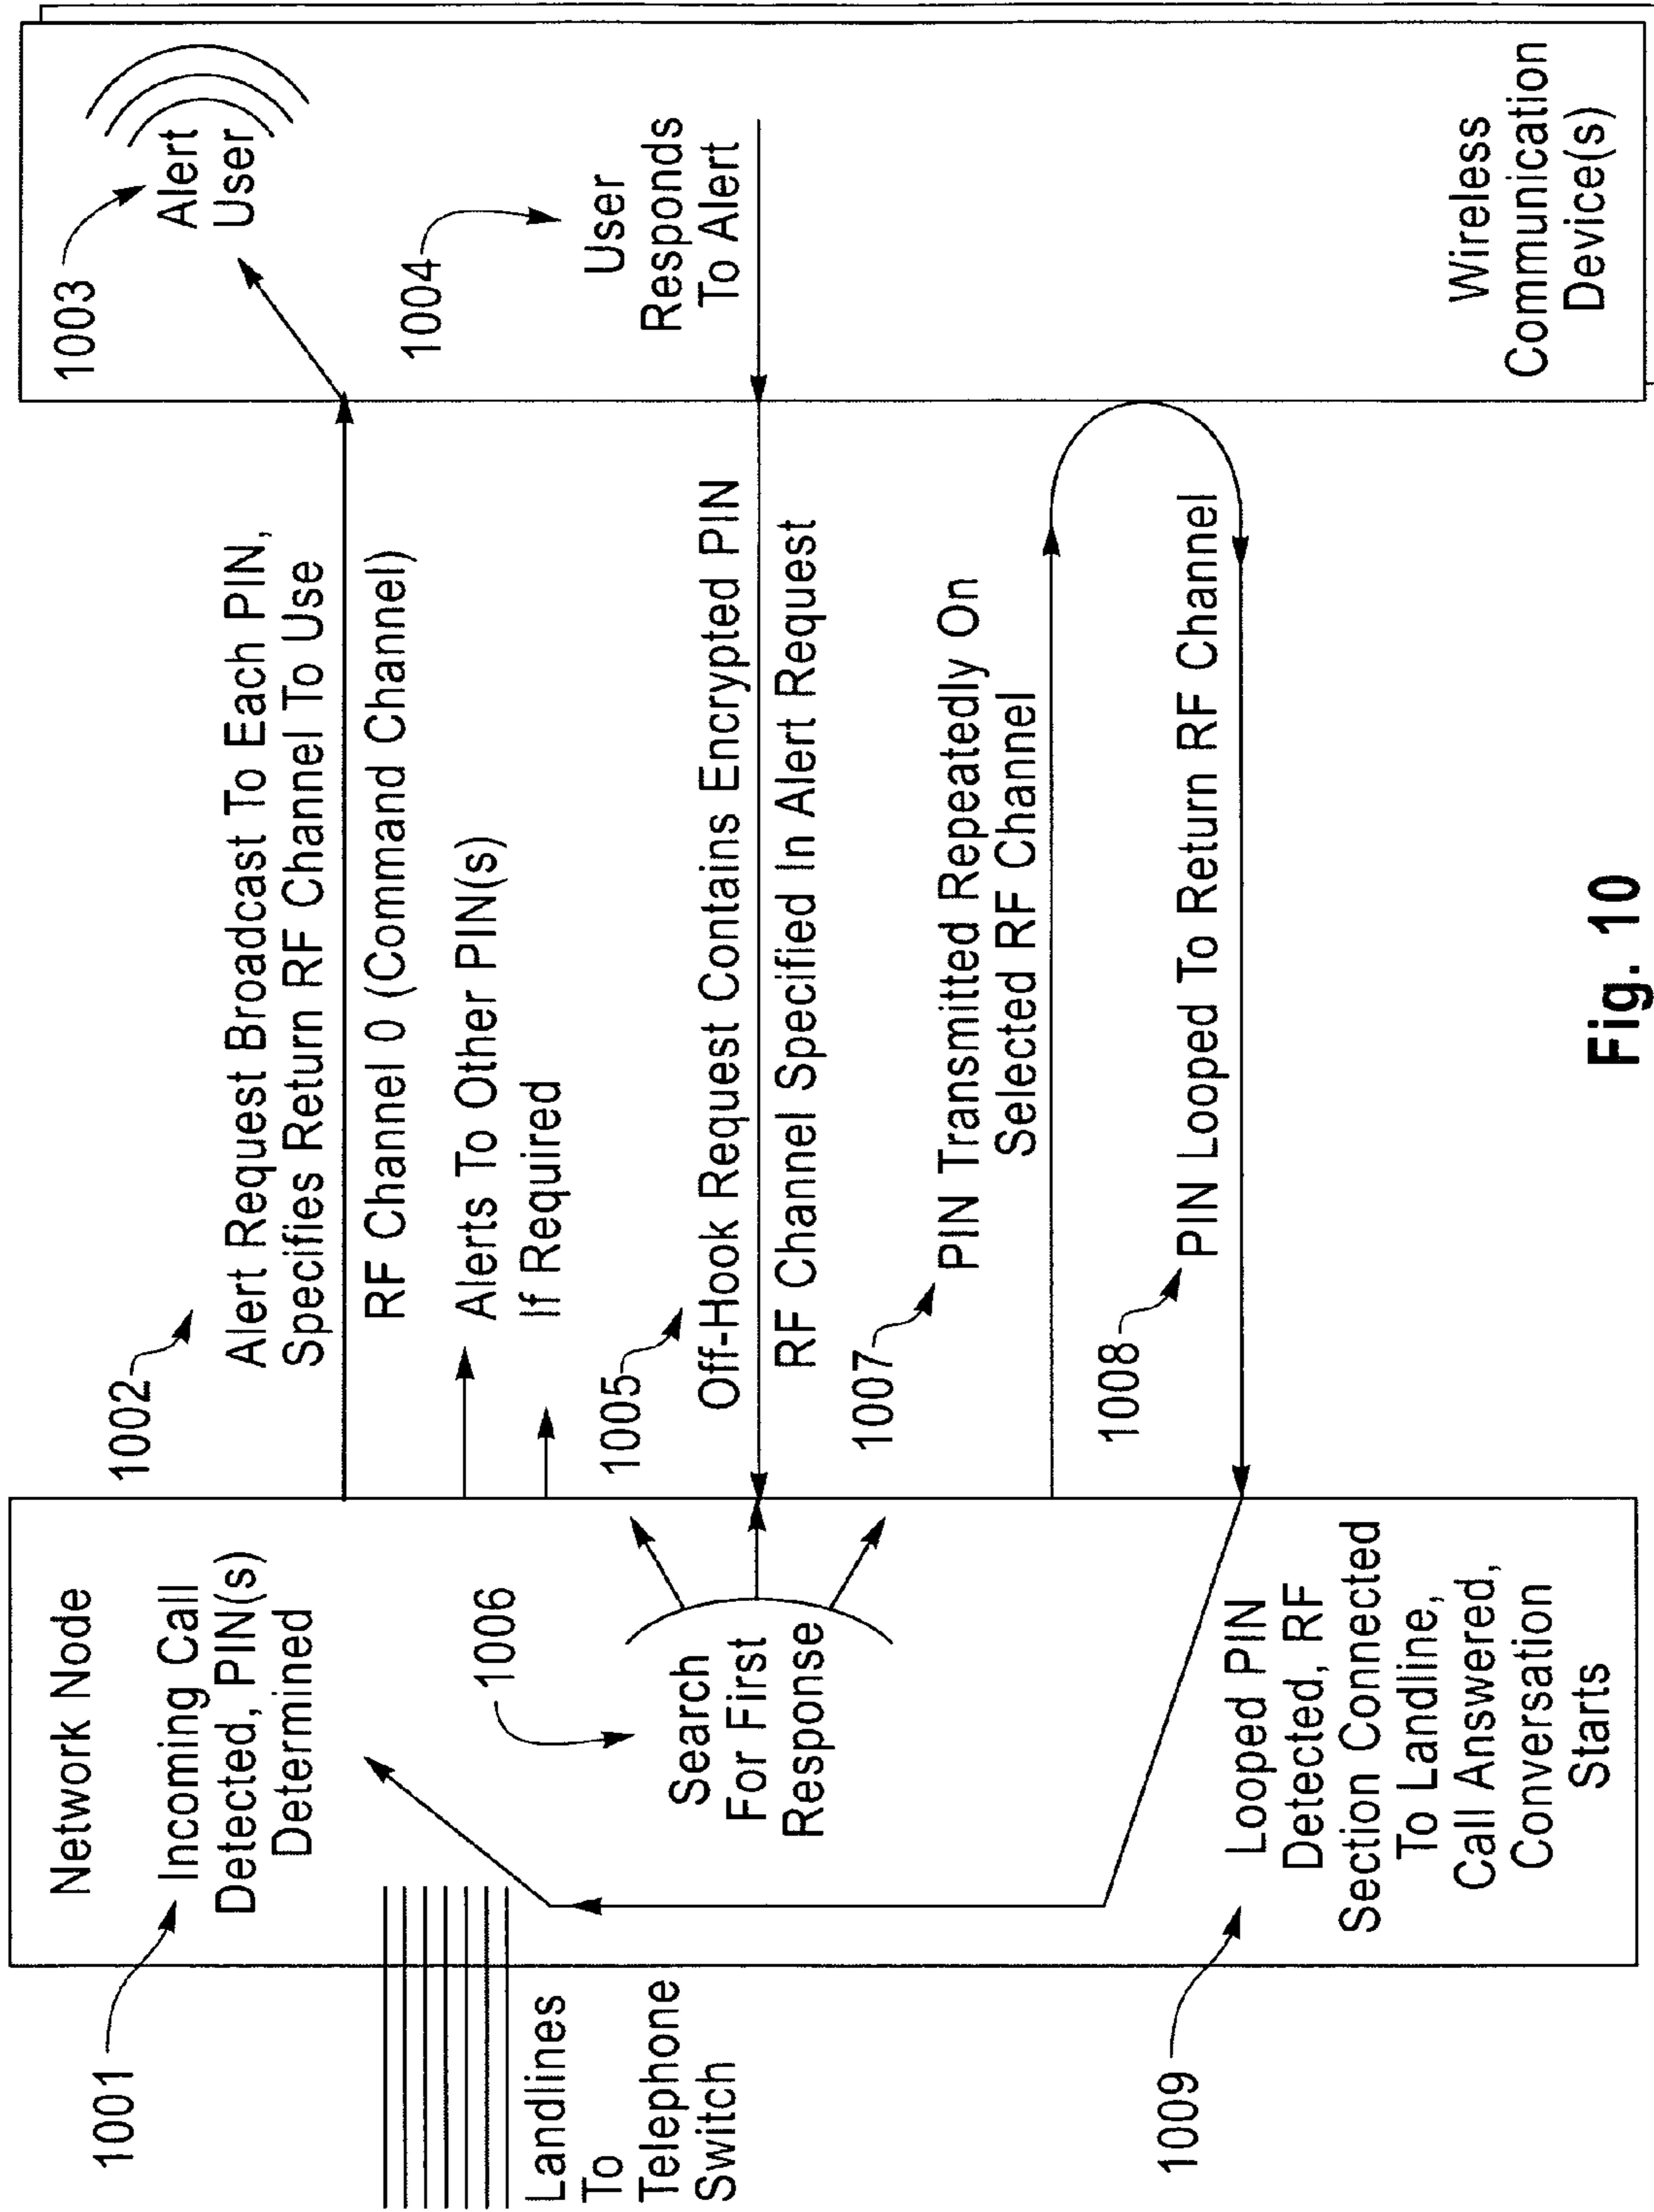 1001
Network Node
Incoming Call
Detected, PIN(s)
Determined
Landlines
To
Telephone
Switch
1002
Alert Request Broadcast To Each PIN,
Specifies Return RF Channel To Use
RF Channel 0 (Command Channel)
Alerts To Other PIN(s)
If Required
1003
Alert
User
1004
User
Responds
To Alert
1005
Off-Hook Request Contains Encrypted PIN
RF Channel Specified In Alert Request
1006
Search
For First
Response
1007
PIN Transmitted Repeatedly On
Selected RF Channel
1008
PIN Looped To Return RF Channel
1009
Looped PIN
Detected, RF
Section Connected
To Landline,
Call Answered,
Conversation
Starts
Wireless
Communication
Device(s)
Fig. 10